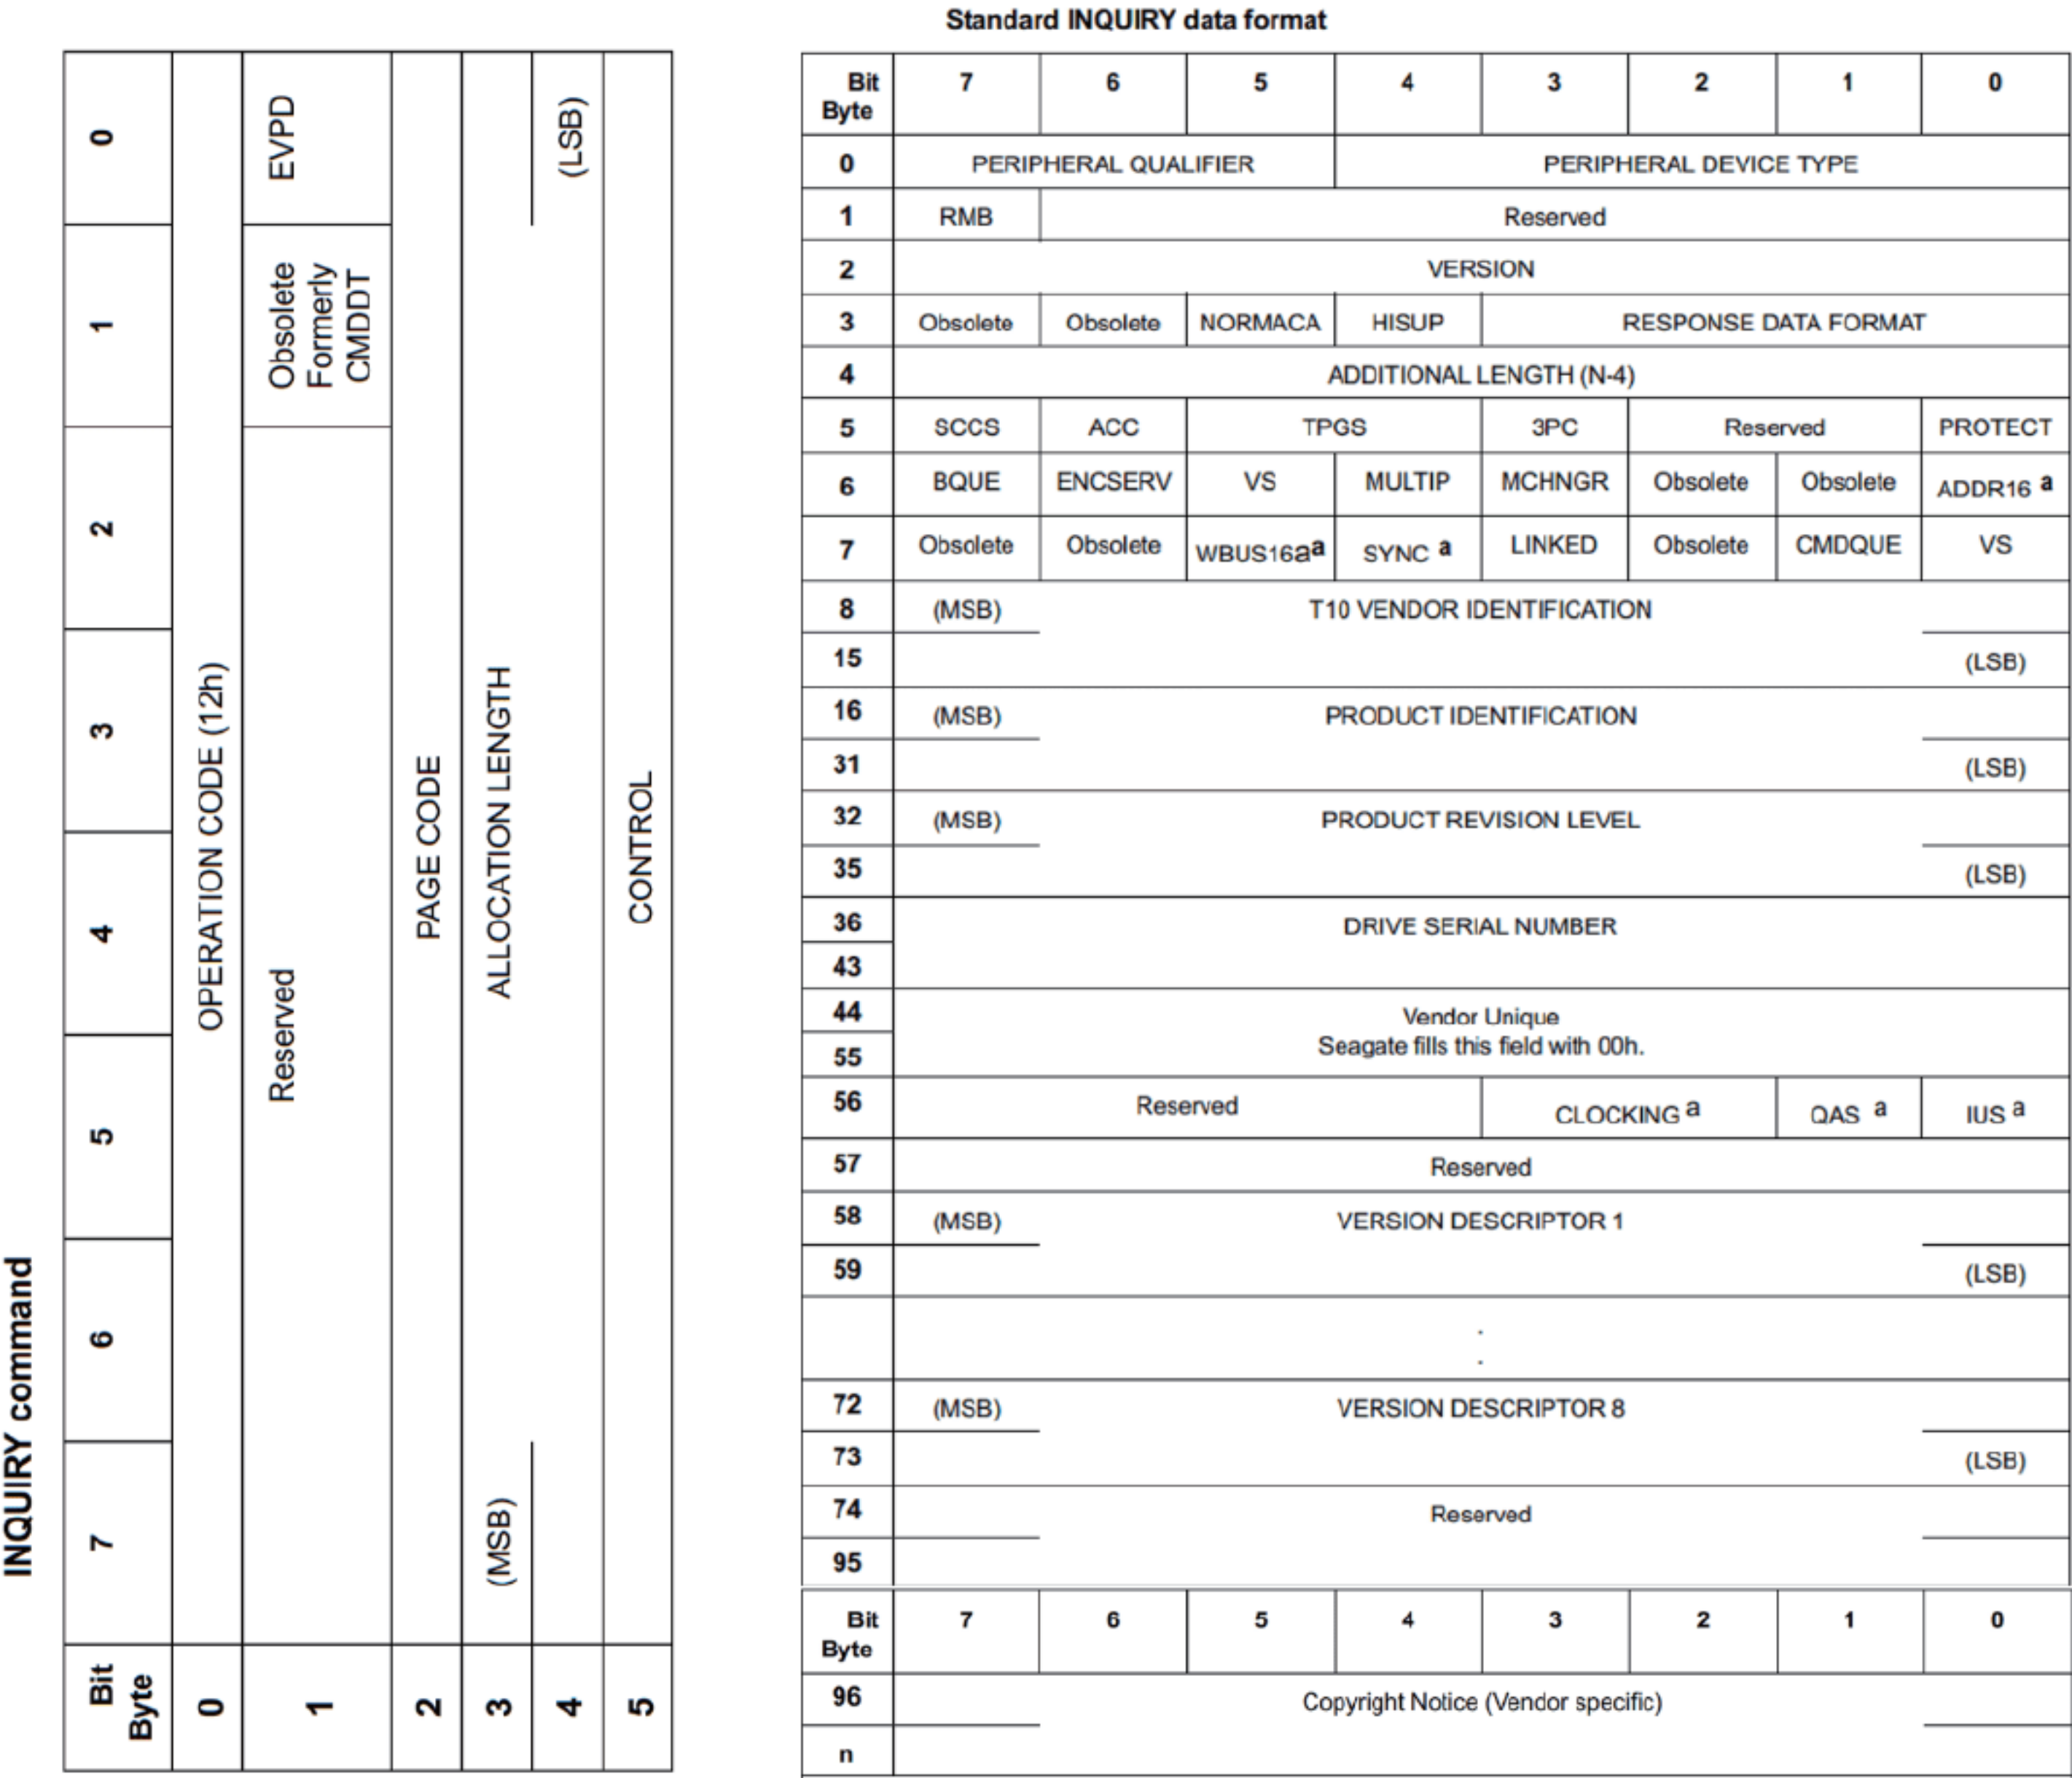 INQUIRY command
Bit Byte 7 6 5 4 3 2 1 0
0 OPERATION CODE (12h)
1 Reserved Obsolete Formerly CMDDT EVPD
2 PAGE CODE
3 (MSB) ALLOCATION LENGTH
4 (LSB)
5 CONTROL
Standard INQUIRY data format
Bit Byte 7 6 5 4 3 2 1 0
0 PERIPHERAL QUALIFIER PERIPHERAL DEVICE TYPE
1 RMB Reserved
2 VERSION
3 Obsolete Obsolete NORMACA HISUP RESPONSE DATA FORMAT
4 ADDITIONAL LENGTH (N-4)
5 SCCS ACC TPGS 3PC Reserved PROTECT
6 BQUE ENCSERV VS MULTIP MCHNGR Obsolete Obsolete ADDR16 a
7 Obsolete Obsolete WBUS16aa SYNC a LINKED Obsolete CMDQUE VS
8 (MSB) T10 VENDOR IDENTIFICATION
15 (LSB)
16 (MSB) PRODUCT IDENTIFICATION
31 (LSB)
32 (MSB) PRODUCT REVISION LEVEL
35 (LSB)
36 DRIVE SERIAL NUMBER
43
44 Vendor Unique
55 Seagate fills this field with 00h.
56 Reserved CLOCKING a QAS a IUS a
57 Reserved
58 (MSB) VERSION DESCRIPTOR 1
59 (LSB)
.
.
72 (MSB) VERSION DESCRIPTOR 8
73 (LSB)
74 Reserved
95
Bit Byte 7 6 5 4 3 2 1 0
96 Copyright Notice (Vendor specific)
n